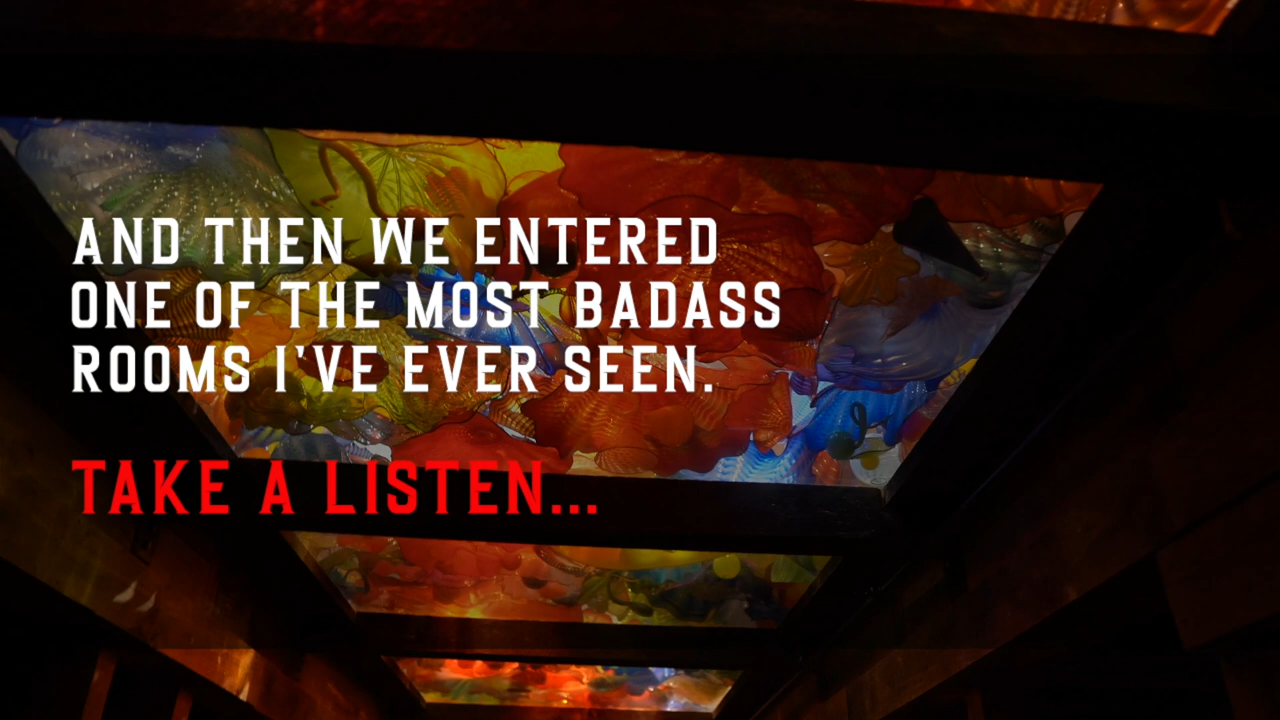 AND THEN WE ENTERED
ONE OF THE MOST BADASS
ROOMS I'VE EVER SEEN.
TAKE A LISTEN...